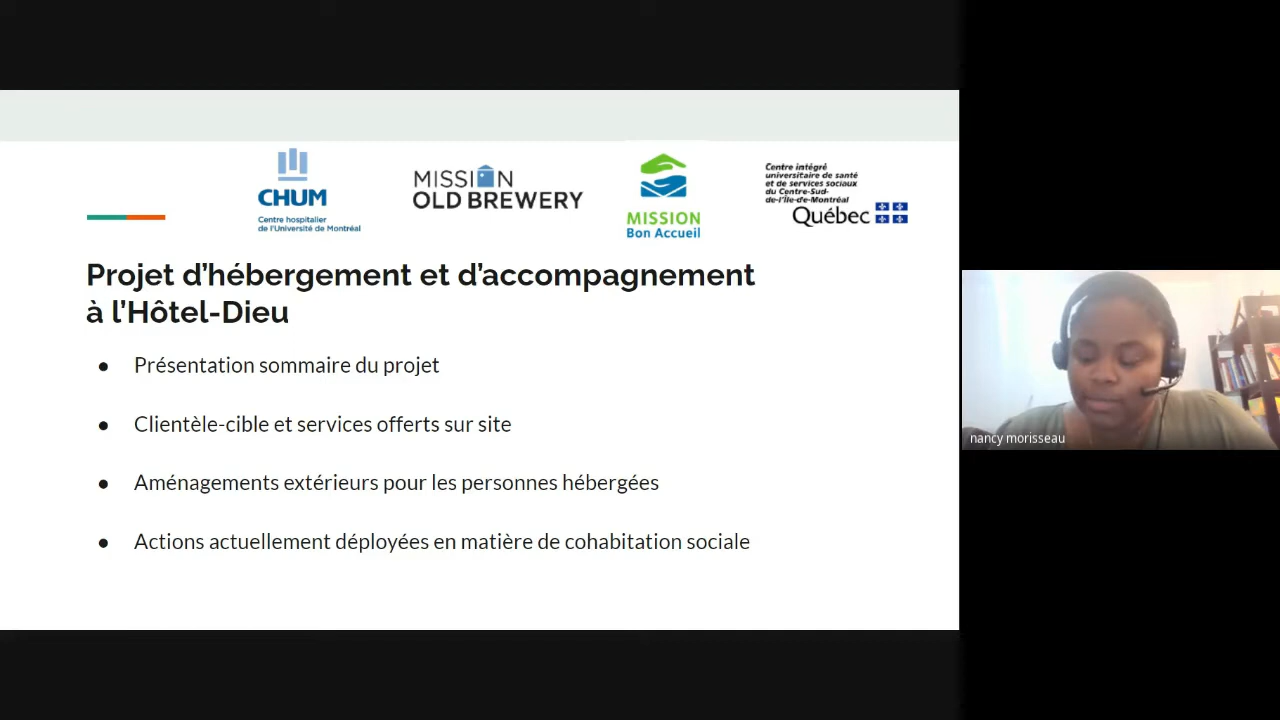 CHUM
Centre hospitalier
de l'Université de Montréal
MISSION
OLD BREWERY
MISSION
Bon Accueil
Centre intégré
universitaire de santé
et de services sociaux
du Centre-Sud-
de-l'Île-de-Montréal
Québec
Projet d'hébergement et d'accompagnement
à l'Hôtel-Dieu
● Présentation sommaire du projet
● Clientèle-cible et services offerts sur site
● Aménagements extérieurs pour les personnes hébergées
● Actions actuellement déployées en matière de cohabitation sociale
nancy morisseau